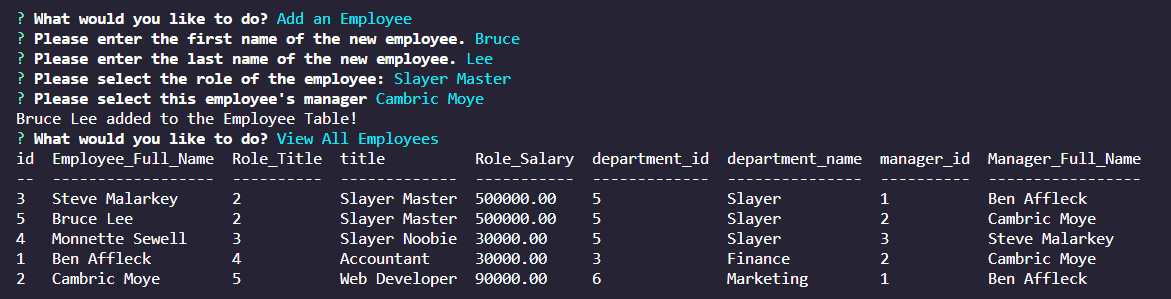 ? What would you like to do? Add an Employee
? Please enter the first name of the new employee. Bruce
? Please enter the last name of the new employee. Lee
? Please select the role of the employee: Slayer Master
? Please select this employee's manager Cambric Moye
Bruce Lee added to the Employee Table!
? What would you like to do? View All Employees
id  Employee_Full_Name  Role_Title  title          Role_Salary  department_id  department_name  manager_id  Manager_Full_Name
--  ------------------  ----------  -------------  -----------  -------------  ---------------  ----------  -----------------
3   Steve Malarkey      2           Slayer Master  500000.00    5              Slayer           1           Ben Affleck
5   Bruce Lee           2           Slayer Master  500000.00    5              Slayer           2           Cambric Moye
4   Monnette Sewell     3           Slayer Noobie  30000.00     5              Slayer           3           Steve Malarkey
1   Ben Affleck         4           Accountant     30000.00     3              Finance          2           Cambric Moye
2   Cambric Moye        5           Web Developer  90000.00     6              Marketing        1           Ben Affleck